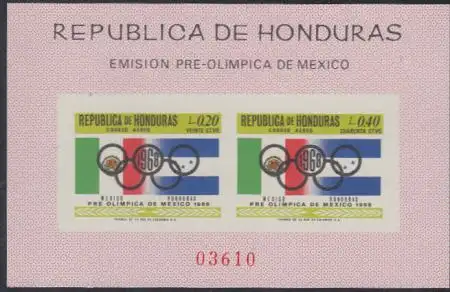 REPUBLICA DE HONDURAS
EMISION PRE-OLIMPICA DE MEXICO
REPUBLICA DE HONDURAS L.0.20
CORREO AEREO VEINTE CTVS
1968
MEXICO HONDURAS
PRE OLIMPICA DE MEXICO 1968
REPUBLICA DE HONDURAS L.0.40
CORREO AEREO CUARENTA CTVS
1968
MEXICO HONDURAS
PRE OLIMPICA DE MEXICO 1968
03610